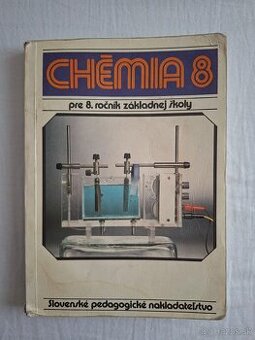 CHÉMIA 8
pre 8. ročník základnej školy
Slovenské pedagogické nakladateľstvo